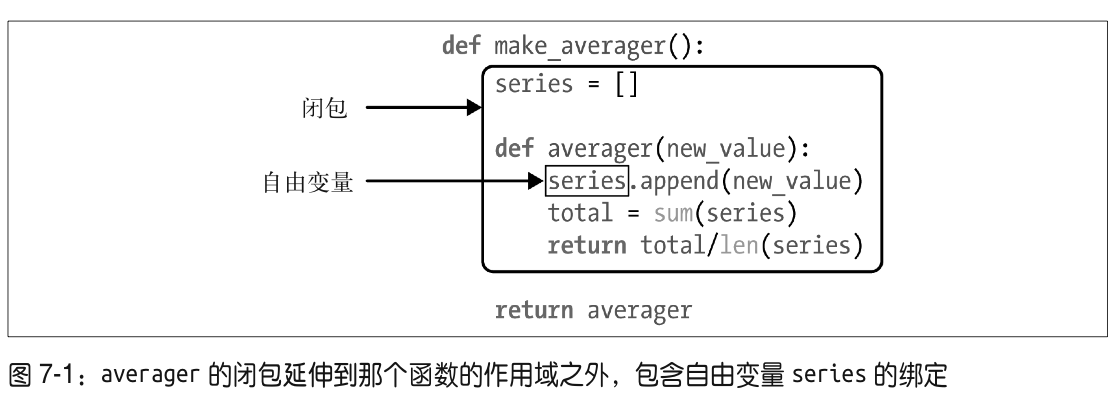 def make_averager():
series = []
闭包
def averager(new_value):
自由变量
series.append(new_value)
total = sum(series)
return total/len(series)
return averager
图 7-1：averager 的闭包延伸到那个函数的作用域之外，包含自由变量 series 的绑定